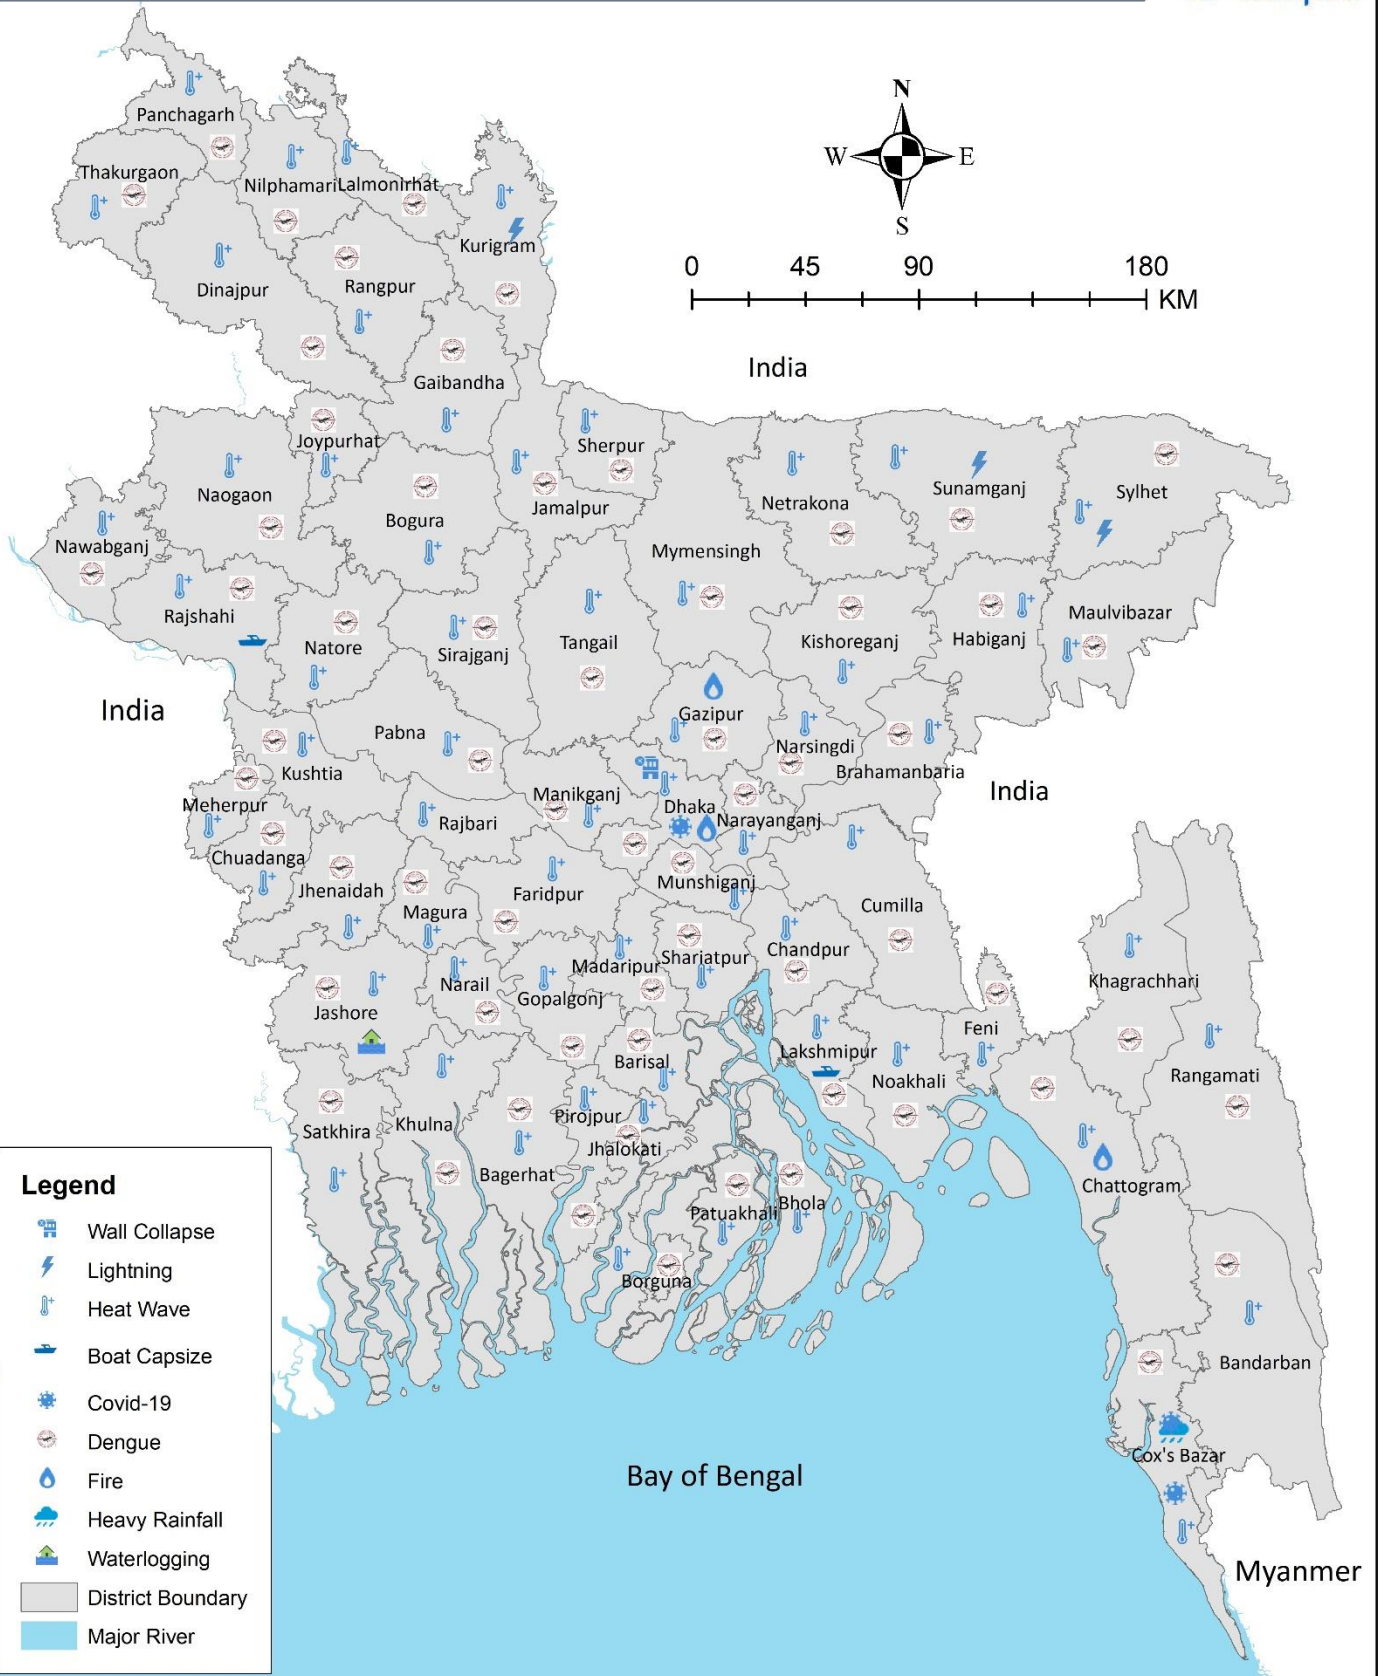 N
W
E
S
0 45 90 180
KM
Panchagarh
Thakurgaon
Nilphamari
Lalmonirhat
Kurigram
Dinajpur
Rangpur
Gaibandha
India
Joypurhat
Sherpur
Naogaon
Jamalpur
Netrakona
Sunamganj
Sylhet
Bogura
Nawabganj
Mymensingh
Rajshahi
Natore
Sirajganj
Tangail
Kishoreganj
Habiganj
Maulvibazar
India
Pabna
Gazipur
Narsingdi
Kushtia
Brahamanbaria
India
Meherpur
Manikganj
Dhaka
Narayanganj
Rajbari
Chuadanga
Jhenaidah
Magura
Faridpur
Munshiganj
Cumilla
Chandpur
Shariatpur
Madaripur
Narail
Gopalgonj
Jashore
Khagrachhari
Feni
Lakshmipur
Barisal
Noakhali
Rangamati
Pirojpur
Khulna
Satkhira
Jhalokati
Bagerhat
Chattogram
Bhola
Patuakhali
Borguna
Bandarban
Cox's Bazar
Bay of Bengal
Myanmer
Legend
Wall Collapse
Lightning
Heat Wave
Boat Capsize
Covid-19
Dengue
Fire
Heavy Rainfall
Waterlogging
District Boundary
Major River